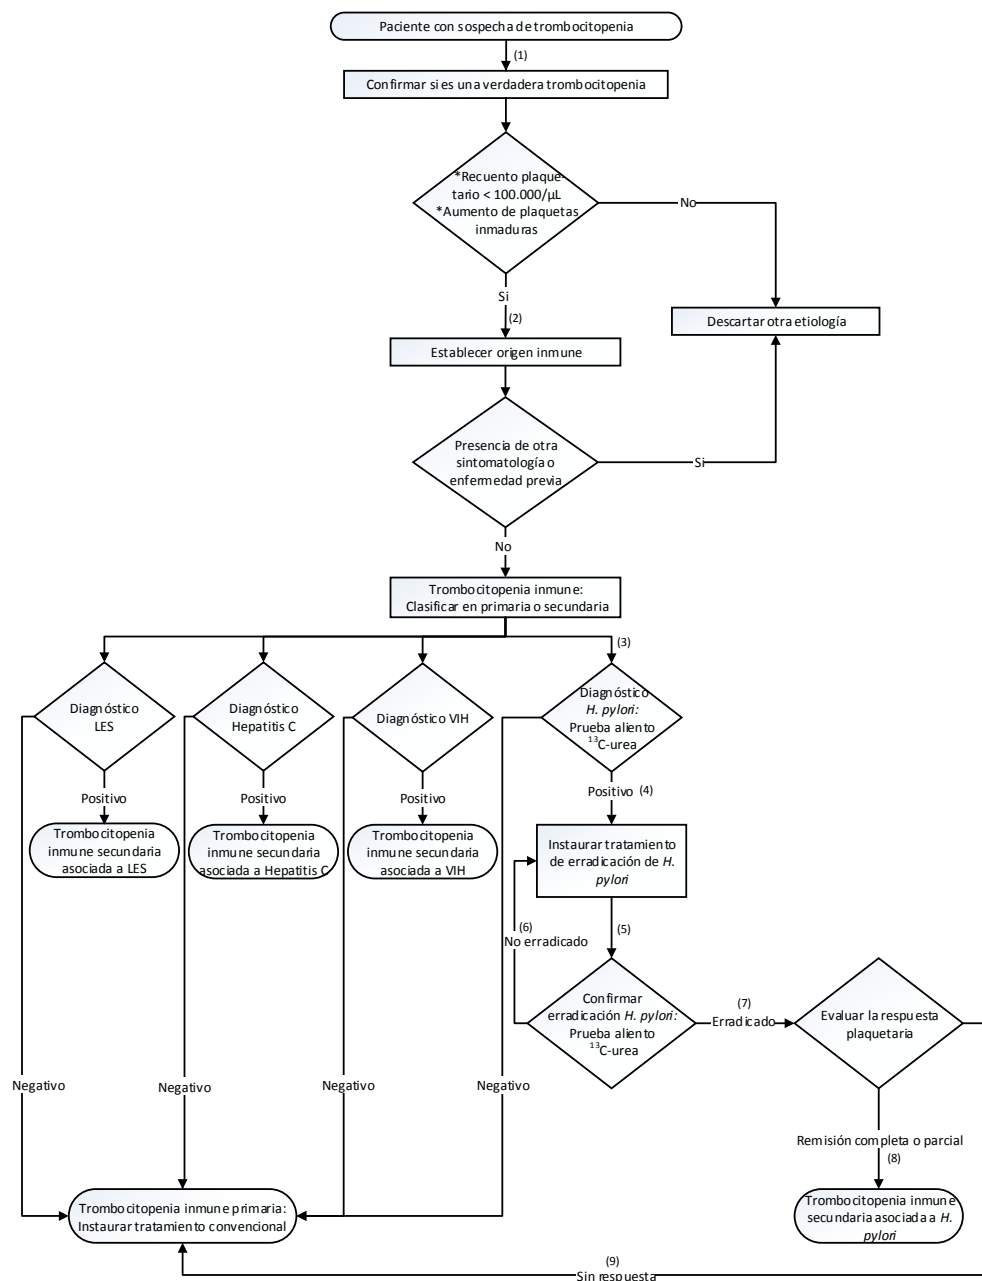 Paciente con sospecha de trombocitopenia
(1)
Confirmar si es una verdadera trombocitopenia
*Recuento plaque-
tario < 100.000/µL
*Aumento de plaquetas
inmaduras
No
Si
(2)
Descartar otra etiología
Establecer origen inmune
Presencia de otra
sintomatología o
enfermedad previa
Si
No
Trombocitopenia inmune:
Clasificar en primaria o secundaria
(3)
Diagnóstico
LES
Diagnóstico
Hepatitis C
Diagnóstico VIH
Diagnóstico
H. pylori:
Prueba aliento
¹³C-urea
Positivo
Positivo
Positivo
Positivo (4)
Trombocitopenia
inmune secundaria
asociada a LES
Trombocitopenia
inmune secundaria
asociada a Hepatitis C
Trombocitopenia
inmune secundaria
asociada a VIH
Instaurar tratamiento
de erradicación de H.
pylori
(6)
No erradicado
(5)
Confirmar
erradicación H. pylori:
Prueba aliento
¹³C-urea
(7)
Erradicado
Evaluar la respuesta
plaquetaria
Negativo
Negativo
Negativo
Negativo
Remisión completa o parcial
(8)
Trombocitopenia inmune primaria:
Instaurar tratamiento convencional
Trombocitopenia inmune
secundaria asociada a H.
pylori
(9)
Sin respuesta